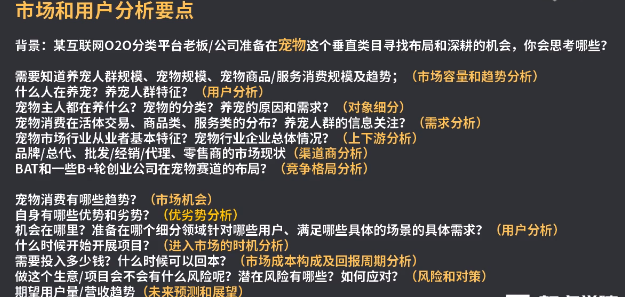 市场和用户分析要点
背景：某互联网O2O分类平台老板/公司准备在宠物这个垂直类目寻找布局和深耕的机会，你会思考哪些？
需要知道养宠人群规模、宠物规模、宠物商品/服务消费规模及趋势；（市场容量和趋势分析）
什么人在养宠？养宠人群特征？（用户分析）
宠物主人都在养什么？宠物的分类？养宠的原因和需求？（对象细分）
宠物消费在活体交易、商品类、服务类的分布？养宠人群的信息关注？（需求分析）
宠物市场行业从业者基本特征？宠物行业企业总体情况？（上下游分析）
品牌/总代、批发/经销/代理、零售商的市场现状（渠道商分析）
BAT和一些B+轮创业公司在宠物赛道的布局？（竞争格局分析）
宠物消费有哪些趋势？（市场机会）
自身有哪些优势和劣势？（优劣势分析）
机会在哪里？准备在哪个细分领域针对哪些用户、满足哪些具体的场景的具体需求？（用户分析）
什么时候开始开展项目？（进入市场的时机分析）
需要投入多少钱？什么时候可以回本？（市场成本构成及回报周期分析）
做这个生意/项目会不会有什么风险呢？潜在风险有哪些？如何应对？（风险和对策）
期望用户量/营收趋势（未来预测和展望）